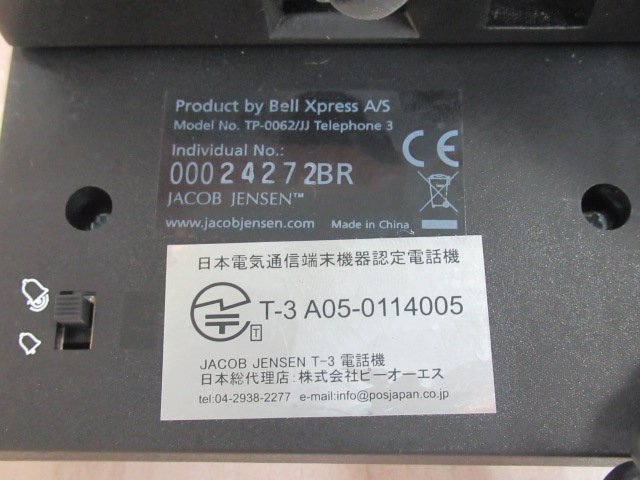 Product by Bell Xpress A/S
Model No. TP-0062/JJ Telephone 3
Individual No.:
00024272BR
JACOB JENSEN™
www.jacobjensen.com Made in China
CE
日本電気通信端末機器認定電話機
T T-3 A05-0114005
JACOB JENSEN T-3 電話機
日本総代理店:株式会社ピーオーエス
tel:04-2938-2277 e-mail:info@posjapan.co.jp